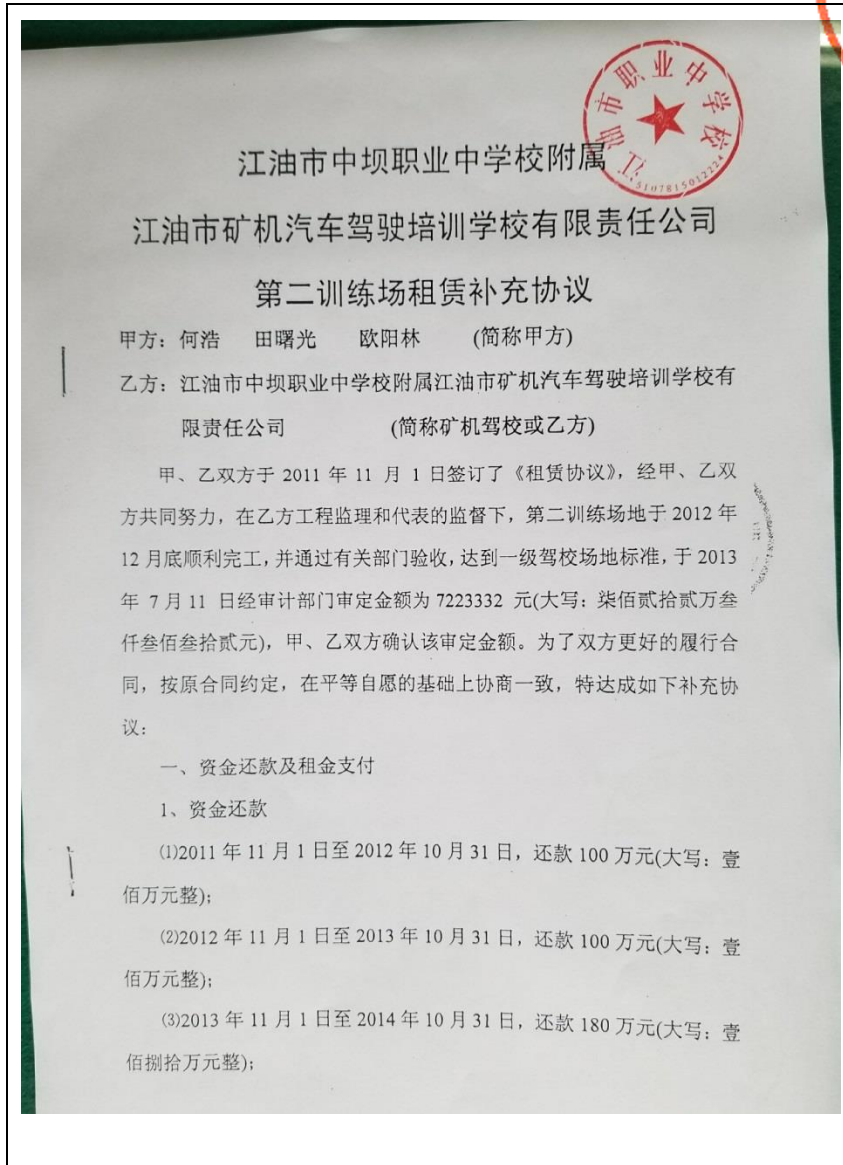 江油市职业中学校
5107815012224
江油市中坝职业中学校附属
江油市矿机汽车驾驶培训学校有限责任公司
第二训练场租赁补充协议
甲方：何浩 田曙光 欧阳林 (简称甲方)
乙方：江油市中坝职业中学校附属江油市矿机汽车驾驶培训学校有
限责任公司 (简称矿机驾校或乙方)
甲、乙双方于 2011 年 11 月 1 日签订了《租赁协议》，经甲、乙双
方共同努力，在乙方工程监理和代表的监督下，第二训练场地于 2012 年
12 月底顺利完工，并通过有关部门验收，达到一级驾校场地标准，于 2013
年 7 月 11 日经审计部门审定金额为 7223332 元(大写：柒佰贰拾贰万叁
仟叁佰叁拾贰元)，甲、乙双方确认该审定金额。为了双方更好的履行合
同，按原合同约定，在平等自愿的基础上协商一致，特达成如下补充协
议：
一、资金还款及租金支付
1、资金还款
⑴2011 年 11 月 1 日至 2012 年 10 月 31 日，还款 100 万元(大写：壹
佰万元整)；
⑵2012 年 11 月 1 日至 2013 年 10 月 31 日，还款 100 万元(大写：壹
佰万元整)；
⑶2013 年 11 月 1 日至 2014 年 10 月 31 日，还款 180 万元(大写：壹
佰捌拾万元整)；